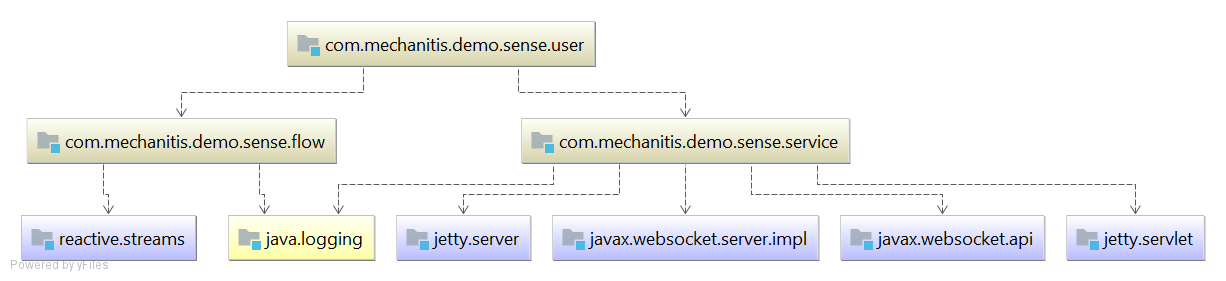 com.mechanitis.demo.sense.user
com.mechanitis.demo.sense.flow
com.mechanitis.demo.sense.service
reactive.streams
java.logging
jetty.server
javax.websocket.server.impl
javax.websocket.api
jetty.servlet
Powered by yFiles